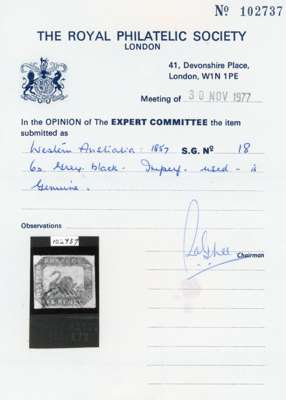 Nº 102737
THE ROYAL PHILATELIC SOCIETY
LONDON
41, Devonshire Place,
London, W1N 1PE
Meeting of 30 NOV 1977
In the OPINION of The EXPERT COMMITTEE the item
submitted as
Western Australia: 1857 S.G. Nº 18
6d Grey-black. Imperf. used - is
Genuine.
Observations
Chairman
102737